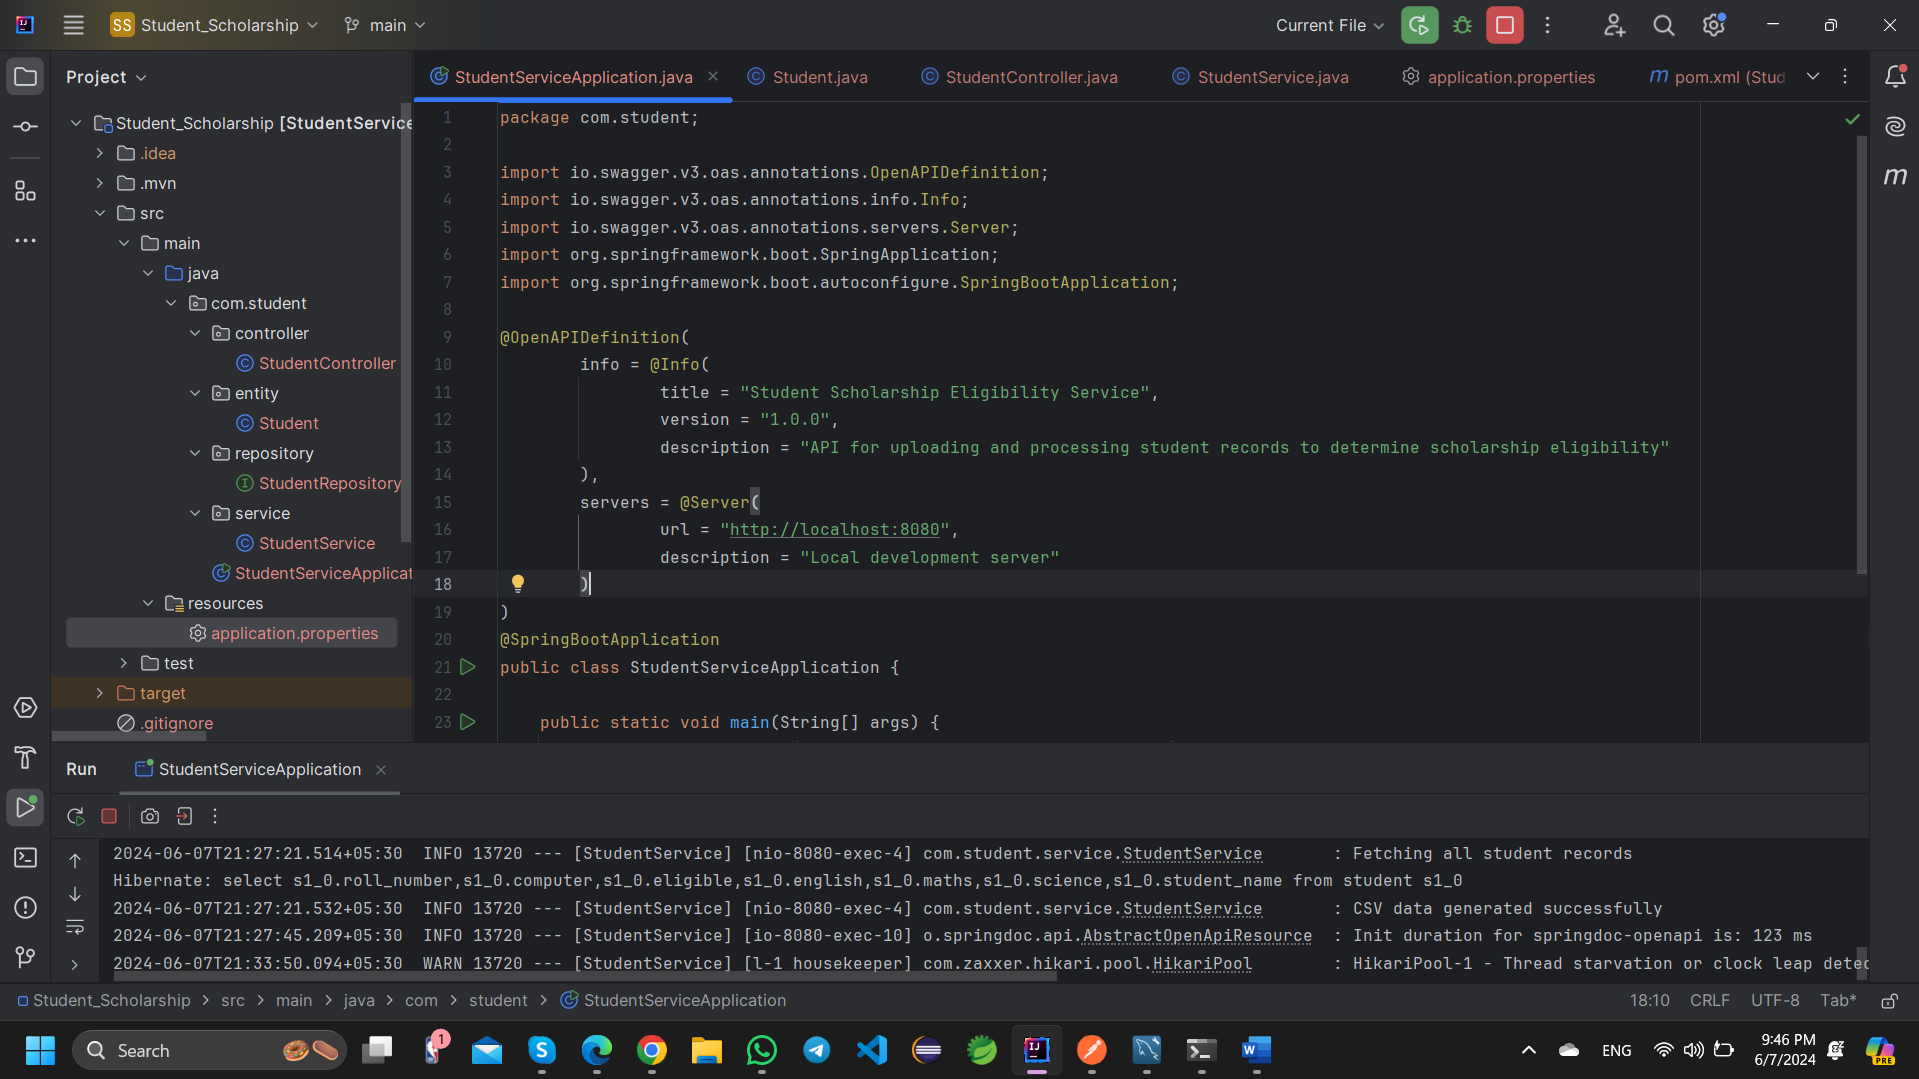 SS Student_Scholarship main Current File
Project
StudentServiceApplication.java Student.java StudentController.java StudentService.java application.properties m pom.xml (Stud
Student_Scholarship [StudentService
.idea
.mvn
src
main
java
com.student
controller
StudentController
entity
Student
repository
StudentRepository
service
StudentService
StudentServiceApplicat
resources
application.properties
test
target
.gitignore
1 package com.student;
2
3 import io.swagger.v3.oas.annotations.OpenAPIDefinition;
4 import io.swagger.v3.oas.annotations.info.Info;
5 import io.swagger.v3.oas.annotations.servers.Server;
6 import org.springframework.boot.SpringApplication;
7 import org.springframework.boot.autoconfigure.SpringBootApplication;
8
9 @OpenAPIDefinition(
10 info = @Info(
11 title = "Student Scholarship Eligibility Service",
12 version = "1.0.0",
13 description = "API for uploading and processing student records to determine scholarship eligibility"
14 ),
15 servers = @Server(
16 url = "http://localhost:8080",
17 description = "Local development server"
18 )
19 )
20 @SpringBootApplication
21 public class StudentServiceApplication {
22
23 public static void main(String[] args) {
m
Run StudentServiceApplication
2024-06-07T21:27:21.514+05:30 INFO 13720 --- [StudentService] [nio-8080-exec-4] com.student.service.StudentService : Fetching all student records
Hibernate: select s1_0.roll_number,s1_0.computer,s1_0.eligible,s1_0.english,s1_0.maths,s1_0.science,s1_0.student_name from student s1_0
2024-06-07T21:27:21.532+05:30 INFO 13720 --- [StudentService] [nio-8080-exec-4] com.student.service.StudentService : CSV data generated successfully
2024-06-07T21:27:45.209+05:30 INFO 13720 --- [StudentService] [io-8080-exec-10] o.springdoc.api.AbstractOpenApiResource : Init duration for springdoc-openapi is: 123 ms
2024-06-07T21:33:50.094+05:30 WARN 13720 --- [StudentService] [l-1 housekeeper] com.zaxxer.hikari.pool.HikariPool : HikariPool-1 - Thread starvation or clock leap detec
Student_Scholarship > src > main > java > com > student > StudentServiceApplication 18:10 CRLF UTF-8 Tab*
Search 1 ENG 9:46 PM
6/7/2024
PRE